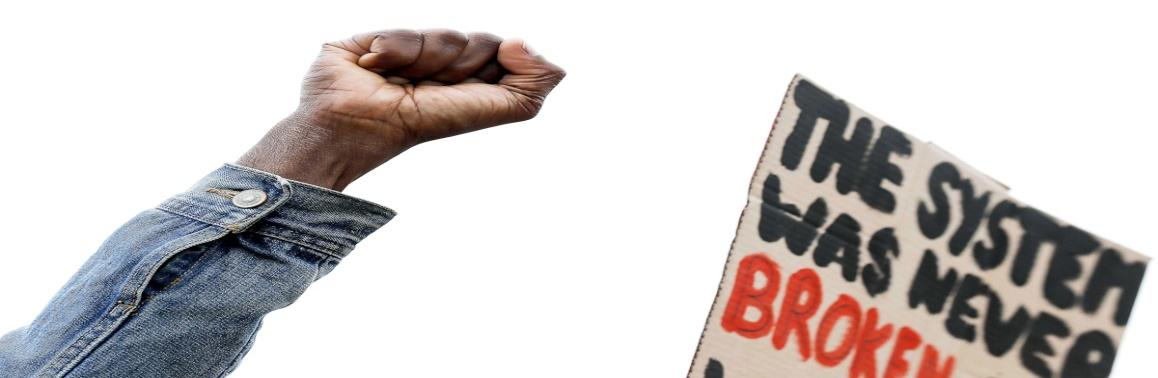 THE SYSTEM
WAS NEVER
BROKEN